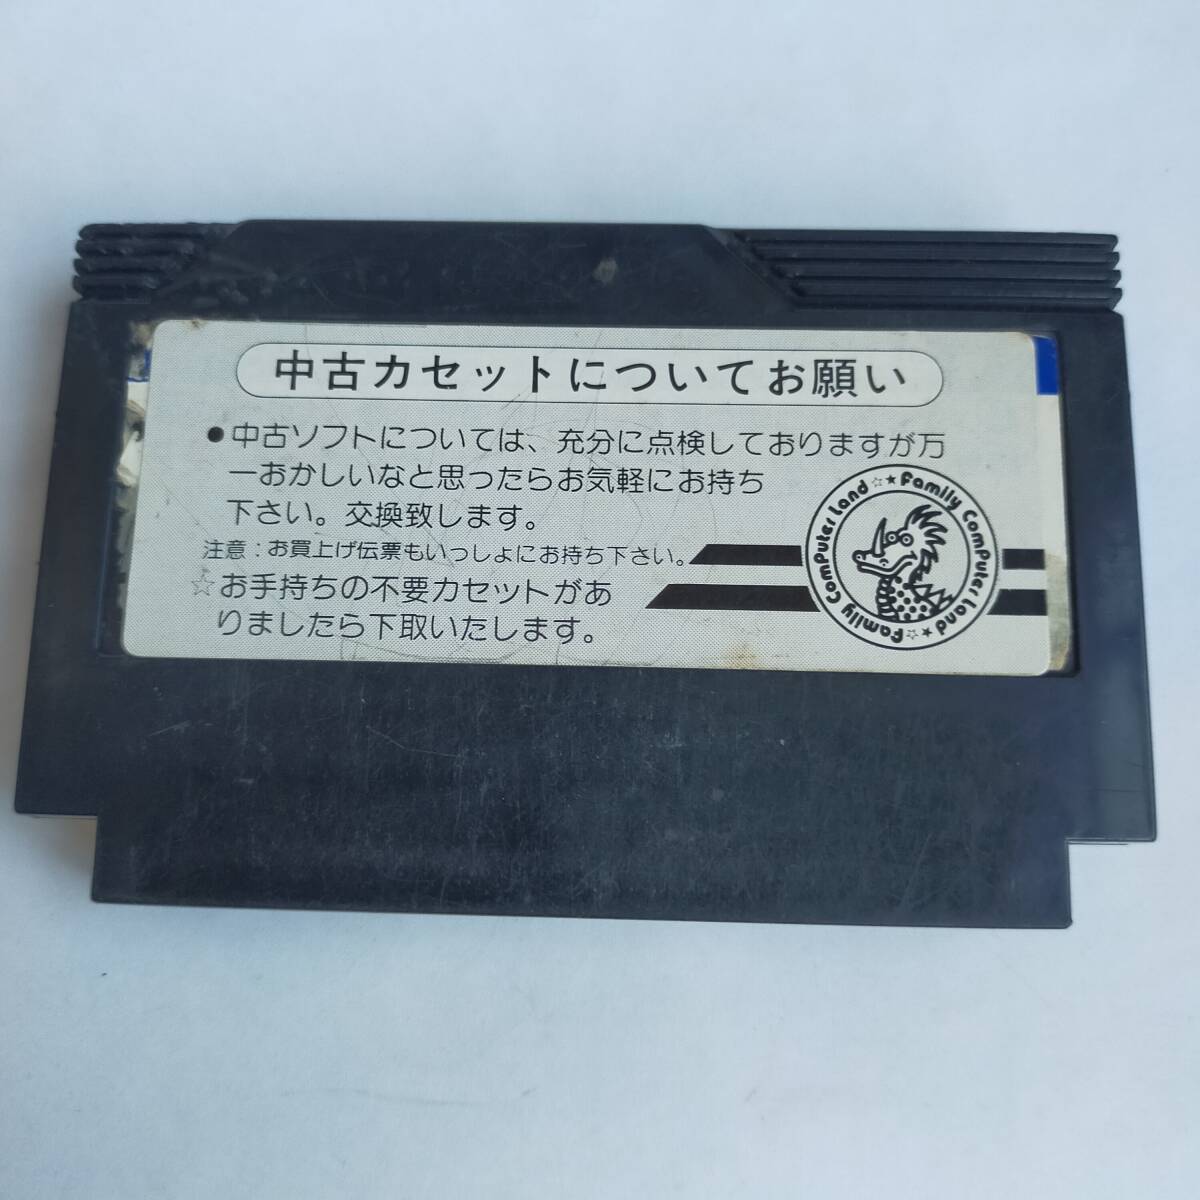 中古カセットについてお願い
●中古ソフトについては、充分に点検しておりますが万
一おかしいなと思ったらお気軽にお持ち
下さい。交換致します。
注意：お買上げ伝票もいっしょにお持ち下さい。
☆お手持ちの不要カセットがあ
りましたら下取いたします。
☆★Family Computer Land
☆★Family Computer Land